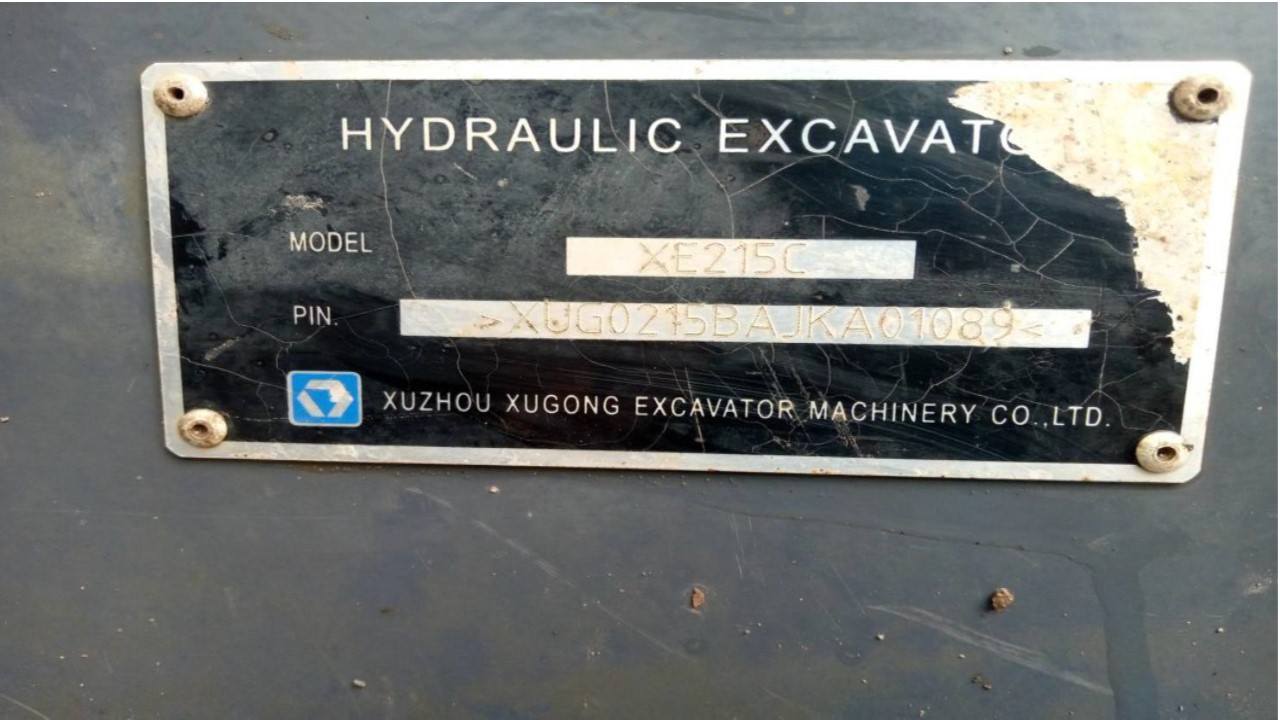 HYDRAULIC EXCAVATO
MODEL XE215C
PIN. >XUG0215BAJKA01089<
XUZHOU XUGONG EXCAVATOR MACHINERY CO.,LTD.